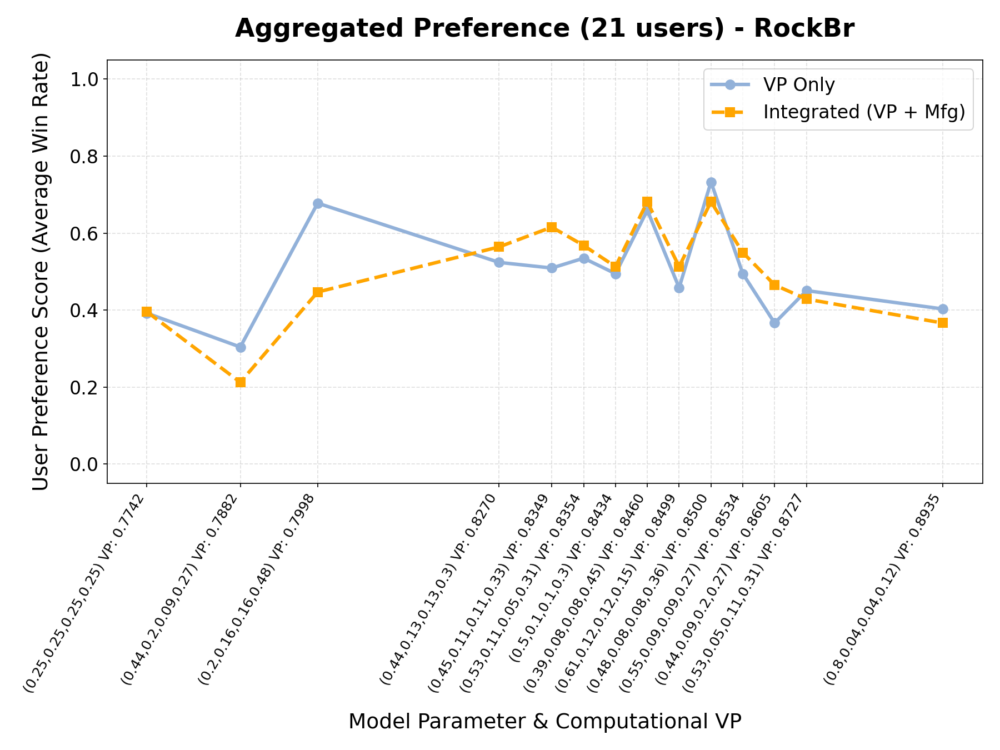 Aggregated Preference (21 users) - RockBr
User Preference Score (Average Win Rate)
1.0
0.8
0.6
0.4
0.2
0.0
VP Only
Integrated (VP + Mfg)
(0.25,0.25,0.25,0.25) VP: 0.7742
(0.44,0.2,0.09,0.27) VP: 0.7882
(0.2,0.16,0.16,0.48) VP: 0.7998
(0.44,0.13,0.13,0.3) VP: 0.8270
(0.45,0.11,0.11,0.33) VP: 0.8349
(0.53,0.11,0.05,0.31) VP: 0.8354
(0.5,0.1,0.1,0.3) VP: 0.8434
(0.39,0.08,0.08,0.45) VP: 0.8460
(0.61,0.12,0.12,0.15) VP: 0.8499
(0.48,0.08,0.08,0.36) VP: 0.8500
(0.55,0.09,0.09,0.27) VP: 0.8534
(0.44,0.09,0.2,0.27) VP: 0.8605
(0.53,0.05,0.11,0.31) VP: 0.8727
(0.8,0.04,0.04,0.12) VP: 0.8935
Model Parameter & Computational VP